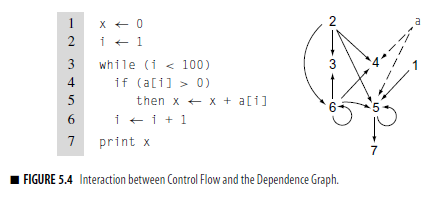 1 x ← 0
2 i ← 1
3 while (i < 100)
4 if (a[i] > 0)
5 then x ← x + a[i]
6 i ← i + 1
7 print x
2 a
3 4 1
6 5
7
■ FIGURE 5.4 Interaction between Control Flow and the Dependence Graph.